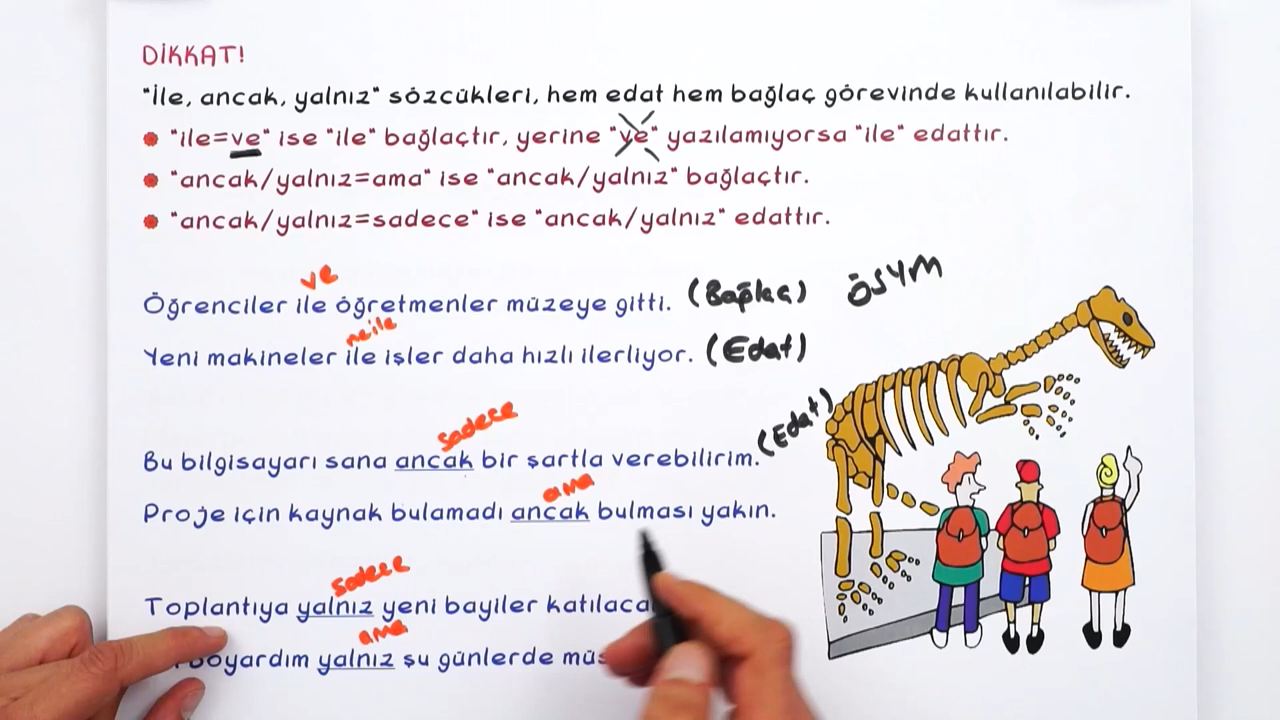 DİKKAT!
"İle, ancak, yalnız" sözcükleri, hem edat hem bağlaç görevinde kullanılabilir.
"ile=ve" ise "ile" bağlaçtır, yerine "ve" yazılamıyorsa "ile" edattır.
"ancak/yalnız=ama" ise "ancak/yalnız" bağlaçtır.
"ancak/yalnız=sadece" ise "ancak/yalnız" edattır.
ve
Öğrenciler ile öğretmenler müzeye gitti. (Bağlaç) ÖSYM
ne ile
Yeni makineler ile işler daha hızlı ilerliyor. (Edat)
sadece
Bu bilgisayarı sana ancak bir şartla verebilirim. (Edat)
ama
Proje için kaynak bulamadı ancak bulması yakın.
sadece
Toplantıya yalnız yeni bayiler
ama
yalnız şu günlerde